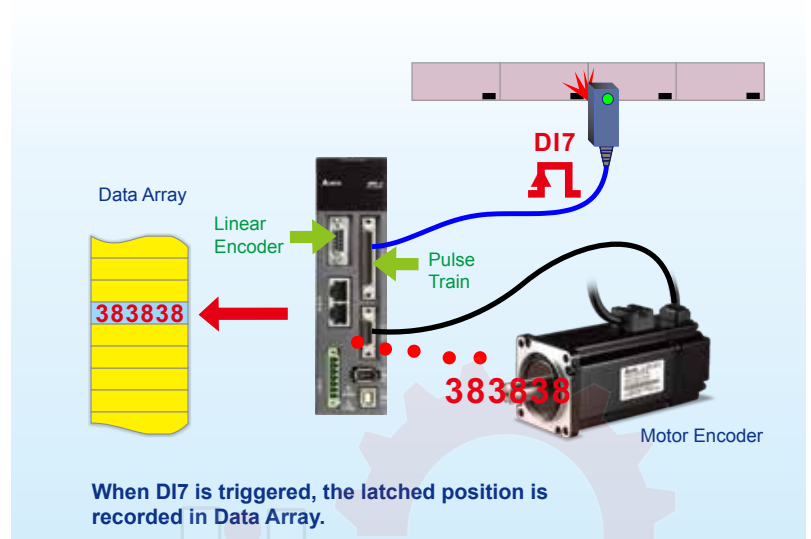 DI7
Data Array
Linear
Encoder
Pulse
Train
383838
383838
Motor Encoder
When DI7 is triggered, the latched position is
recorded in Data Array.